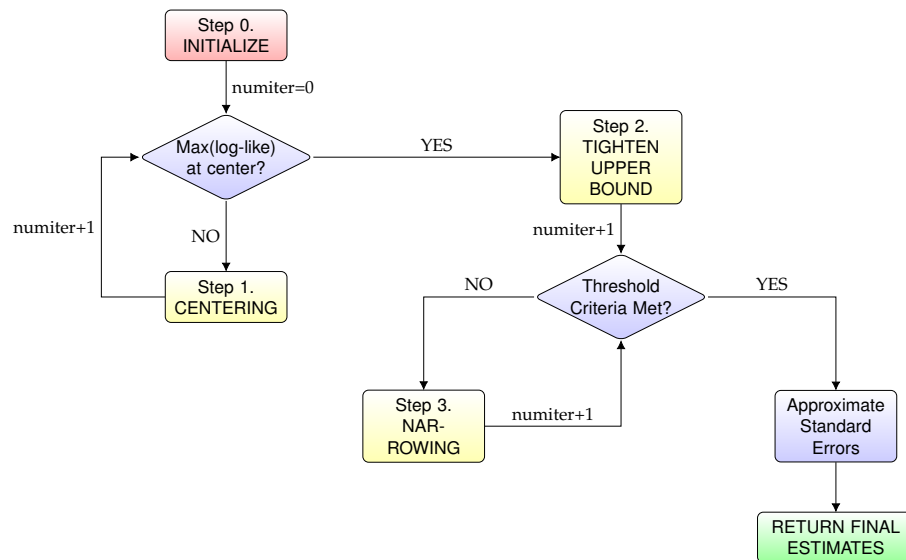 Step 0.
INITIALIZE
numiter=0
Max(log-like)
at center?
YES
Step 2.
TIGHTEN
UPPER
BOUND
numiter+1
NO
numiter+1
Step 1.
CENTERING
Threshold
Criteria Met?
NO
YES
Step 3.
NAR-
ROWING
numiter+1
Approximate
Standard
Errors
RETURN FINAL
ESTIMATES